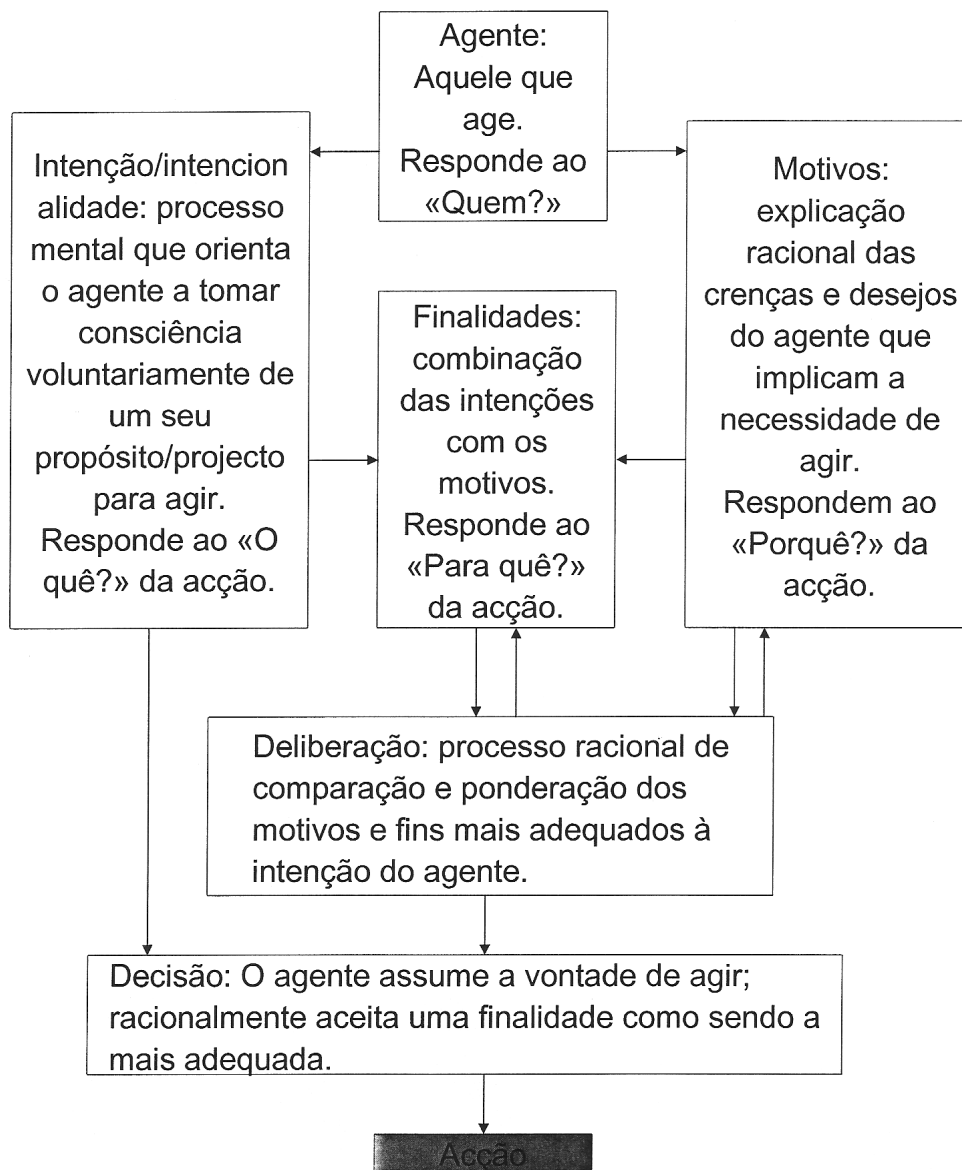 Agente:
Aquele que
age.
Responde ao
«Quem?»
Intenção/intencion
alidade: processo
mental que orienta
o agente a tomar
consciência
voluntariamente de
um seu
propósito/projecto
para agir.
Responde ao «O
quê?» da acção.
Finalidades:
combinação
das intenções
com os
motivos.
Responde ao
«Para quê?»
da acção.
Motivos:
explicação
racional das
crenças e desejos
do agente que
implicam a
necessidade de
agir.
Respondem ao
«Porquê?» da
acção.
Deliberação: processo racional de
comparação e ponderação dos
motivos e fins mais adequados à
intenção do agente.
Decisão: O agente assume a vontade de agir;
racionalmente aceita uma finalidade como sendo a
mais adequada.
Acção